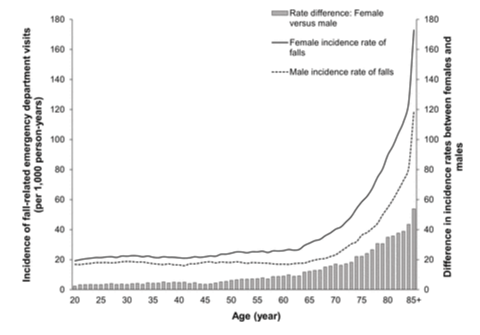 Rate difference: Female
versus male
Female incidence rate of
falls
Male incidence rate of falls
Incidence of fall-related emergency department visits
(per 1,000 person-years)
180
160
140
120
100
80
60
40
20
0
180
160
140
120
100
80
60
40
20
0
Difference in incidence rates between females and
males
20 25 30 35 40 45 50 55 60 65 70 75 80 85+
Age (year)